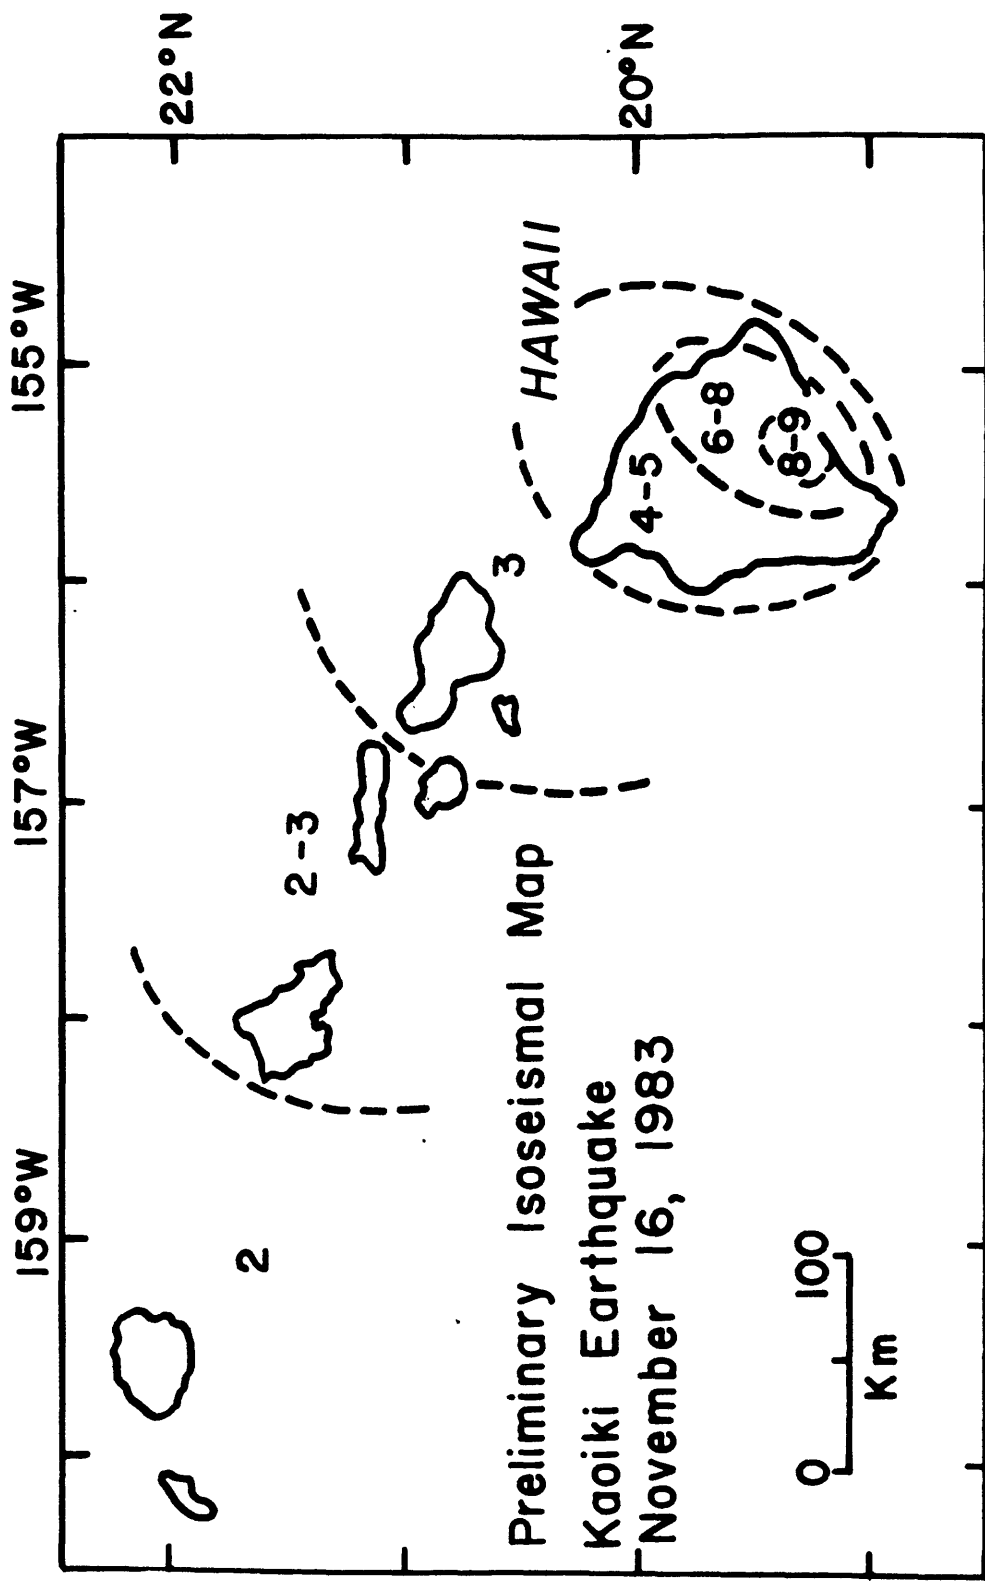 159°W
157°W
155°W
22°N
20°N
2
2-3
3
HAWAII
4-5
6-8
8-9
Preliminary Isoseismal Map
Kaoiki Earthquake
November 16, 1983
0 100
Km